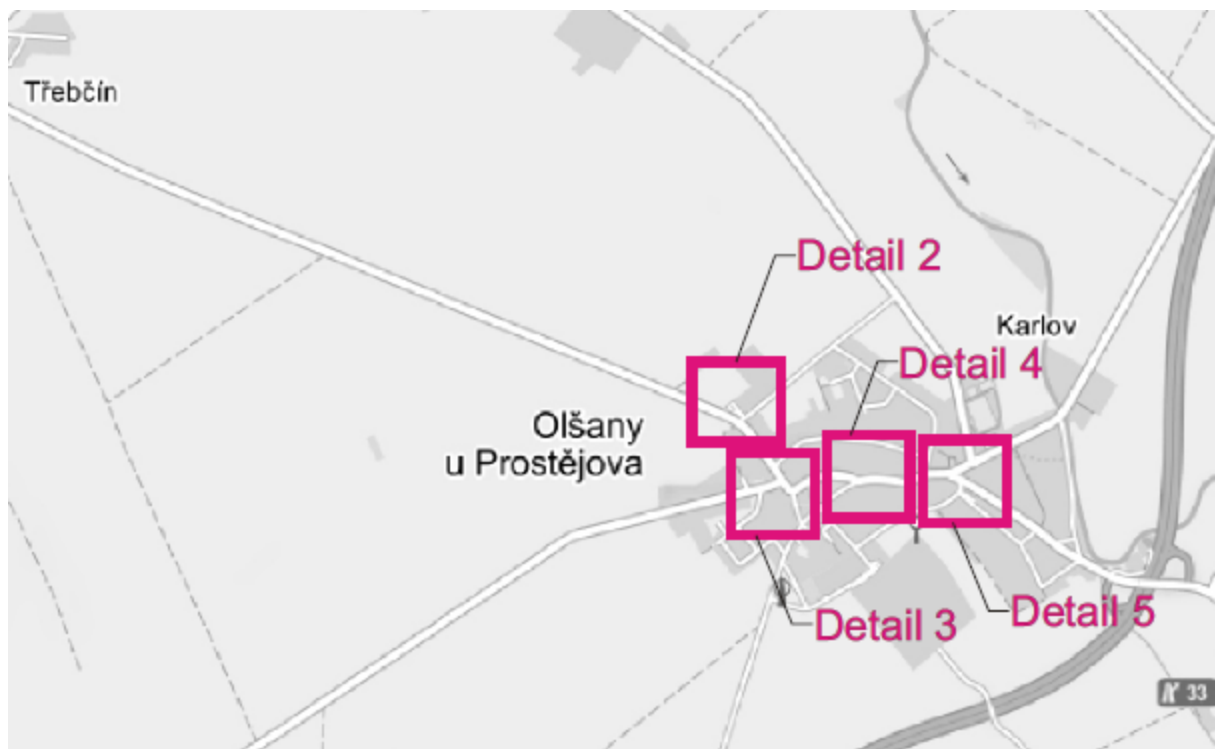 Třebčín
Detail 2
Karlov
Detail 4
Olšany
u Prostějova
Detail 5
Detail 3
33